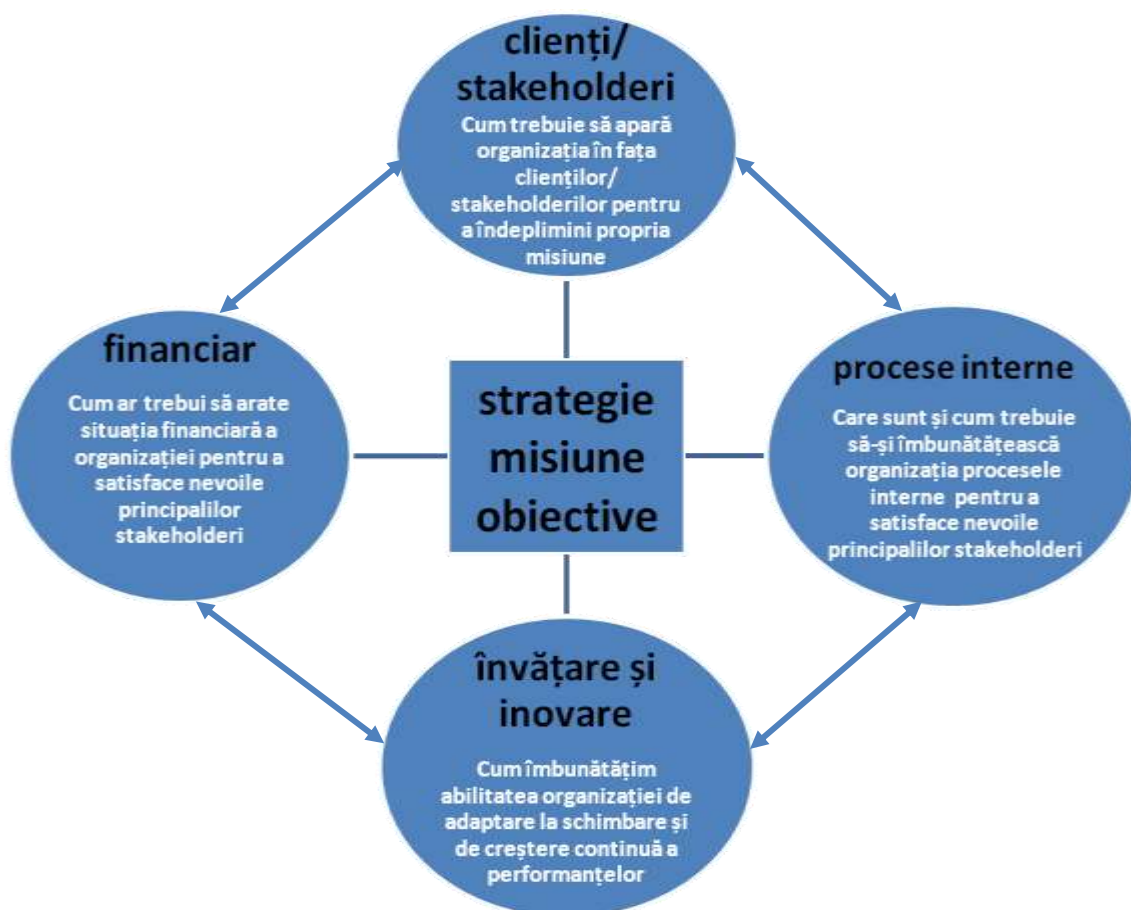 clienți/
stakeholderi
Cum trebuie să apară
organizația în fața
clienților/
stakeholderilor pentru
a îndeplimini propria
misiune
financiar
Cum ar trebui să arate
situația financiară a
organizației pentru a
satisface nevoile
principalilor
stakeholderi
strategie
misiune
obiective
procese interne
Care sunt și cum trebuie
să-și îmbunătățească
organizația procesele
interne pentru a
satisface nevoile
principalilor stakeholderi
învățare și
inovare
Cum îmbunătățim
abilitatea organizației de
adaptare la schimbare și
de creștere continuă a
performanțelor